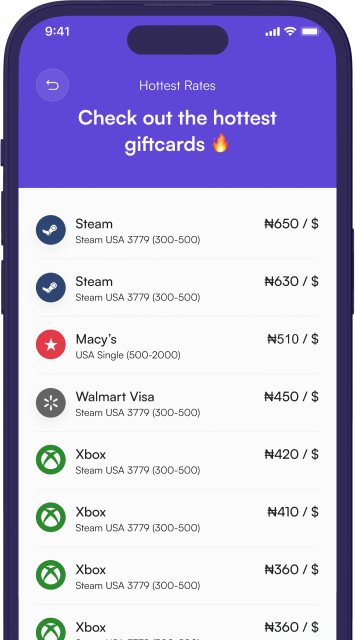 9:41
Hottest Rates
Check out the hottest
giftcards 🔥
Steam
₦650 / $
Steam USA 3779 (300-500)
Steam
₦630 / $
Steam USA 3779 (300-500)
Macy’s
₦510 / $
USA Single (500-2000)
Walmart Visa
₦450 / $
Steam USA 3779 (300-500)
Xbox
₦420 / $
Steam USA 3779 (300-500)
Xbox
₦410 / $
Steam USA 3779 (300-500)
Xbox
₦360 / $
Steam USA 3779 (300-500)
Xbox
₦360 / $